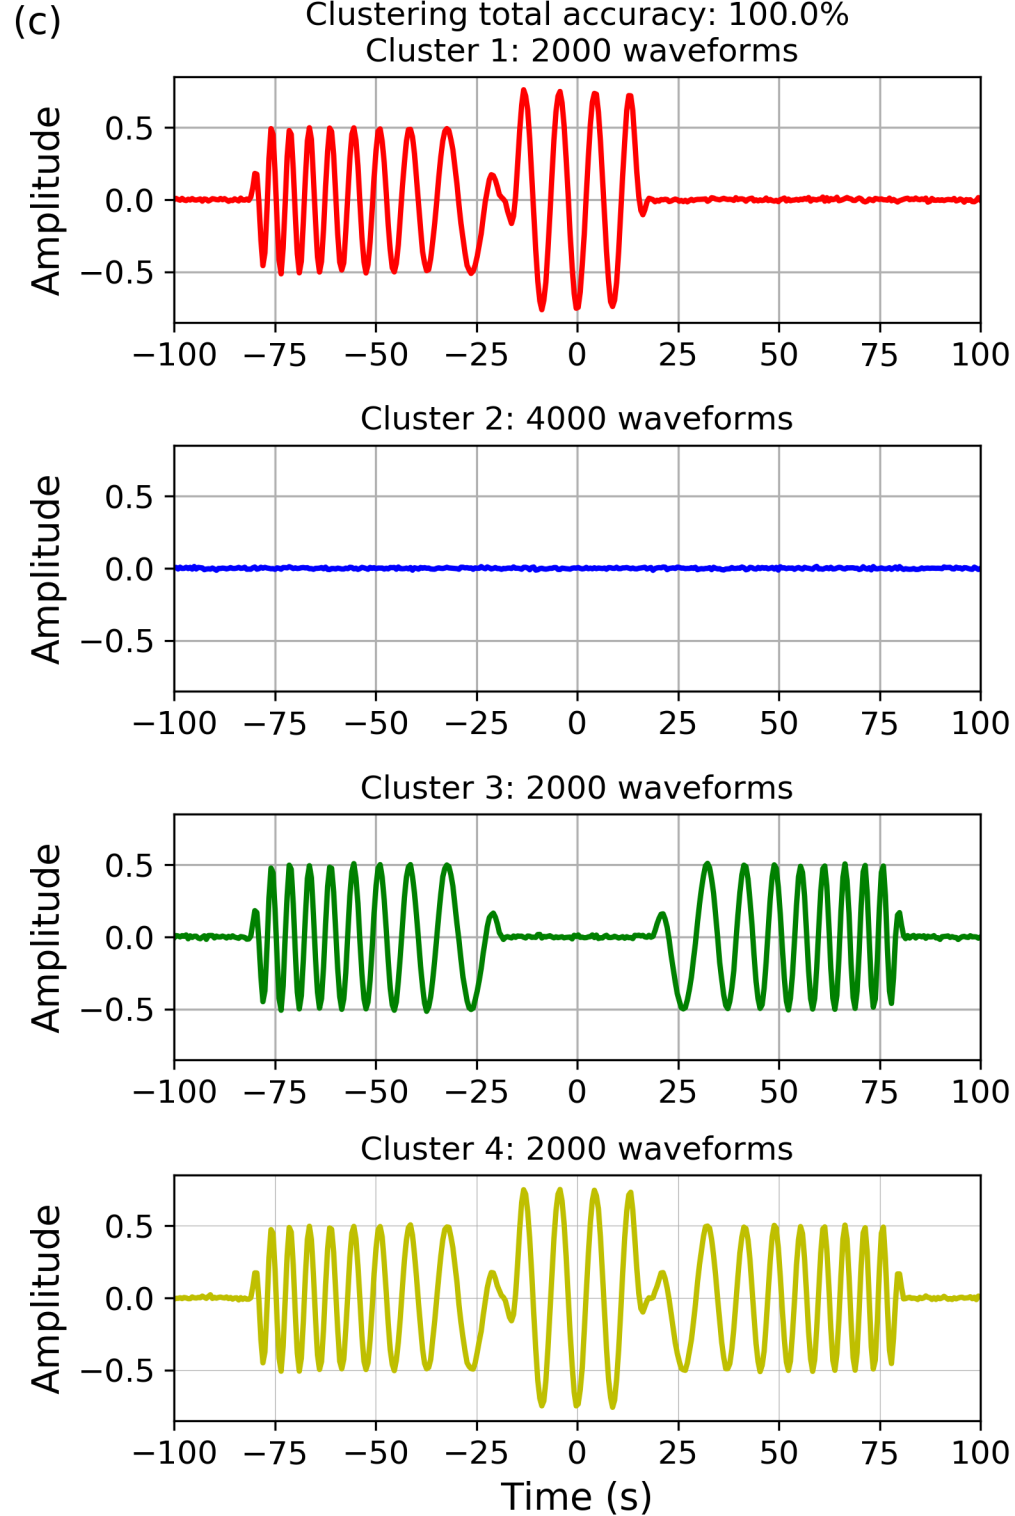 (c)
Clustering total accuracy: 100.0%
Cluster 1: 2000 waveforms
Amplitude
0.5
0.0
−0.5
−100 −75 −50 −25 0 25 50 75 100
Cluster 2: 4000 waveforms
Amplitude
0.5
0.0
−0.5
−100 −75 −50 −25 0 25 50 75 100
Cluster 3: 2000 waveforms
Amplitude
0.5
0.0
−0.5
−100 −75 −50 −25 0 25 50 75 100
Cluster 4: 2000 waveforms
Amplitude
0.5
0.0
−0.5
−100 −75 −50 −25 0 25 50 75 100
Time (s)